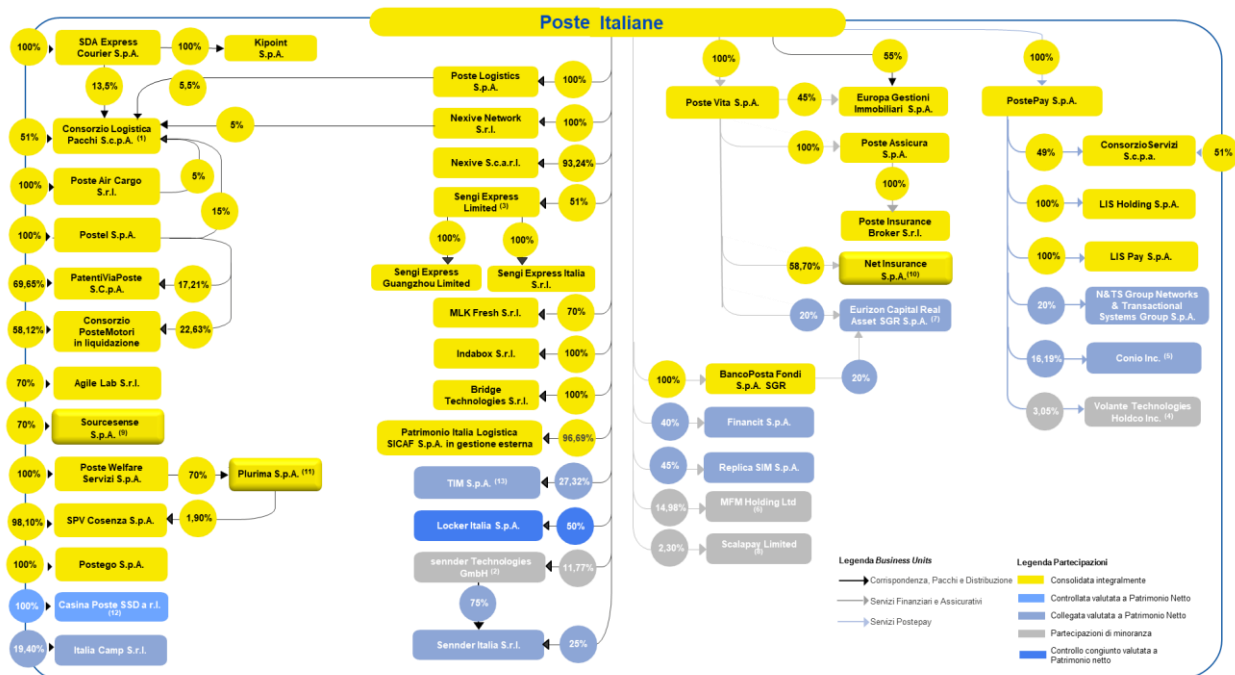 Poste Italiane
100%
SDA Express
Courier S.p.A.
100%
Kipoint
S.p.A.
13,5%
5,5%
51%
Consorzio Logistica
Pacchi S.c.p.A. (1)
5%
5%
100%
Poste Air Cargo
S.r.l.
15%
100%
Postel S.p.A.
69,65%
PatentiViaPoste
S.C.p.A.
17,21%
58,12%
Consorzio
PosteMotori
in liquidazione
22,63%
70%
Agile Lab S.r.l.
70%
Sourcesense
S.p.A. (9)
100%
Poste Welfare
Servizi S.p.A.
70%
Plurima S.p.A. (11)
98,10%
SPV Cosenza S.p.A.
1,90%
100%
Postego S.p.A.
100%
Casina Poste SSD a r.l.
(12)
19,40%
Italia Camp S.r.l.
Poste Logistics
S.p.A.
100%
Nexive Network
S.r.l.
100%
Nexive S.c.a.r.l.
93,24%
Sengi Express
Limited (3)
51%
100%
100%
Sengi Express
Guangzhou Limited
Sengi Express Italia
S.r.l.
MLK Fresh S.r.l.
70%
Indabox S.r.l.
100%
Bridge
Technologies S.r.l.
100%
Patrimonio Italia Logistica
SICAF S.p.A. in gestione esterna
96,69%
TIM S.p.A. (13)
27,32%
Locker Italia S.p.A.
50%
sennder Technologies
GmbH (2)
11,77%
75%
Sennder Italia S.r.l.
25%
100%
55%
Poste Vita S.p.A.
45%
Europa Gestioni
Immobiliari S.p.A.
100%
Poste Assicura
S.p.A.
100%
Poste Insurance
Broker S.r.l.
58,70%
Net Insurance
S.p.A.(10)
20%
Eurizon Capital Real
Asset SGR S.p.A. (7)
100%
BancoPosta Fondi
S.p.A. SGR
20%
40%
Financit S.p.A.
45%
Replica SIM S.p.A.
14,98%
MFM Holding Ltd
2,30%
Scalapay Limited
100%
PostePay S.p.A.
49%
Consorzio Servizi
S.c.p.a.
51%
100%
LIS Holding S.p.A.
100%
LIS Pay S.p.A.
20%
N&TS Group Networks
& Transactional
Systems Group S.p.A.
16,19%
Conio Inc. (5)
3,05%
Volante Technologies
Holdco Inc. (4)
Legenda Business Units
Corrispondenza, Pacchi e Distribuzione
Servizi Finanziari e Assicurativi
Servizi Postepay
Legenda Partecipazioni
Consolidata integralmente
Controllata valutata a Patrimonio Netto
Collegata valutata a Patrimonio Netto
Partecipazioni di minoranza
Controllo congiunto valutata a
Patrimonio netto